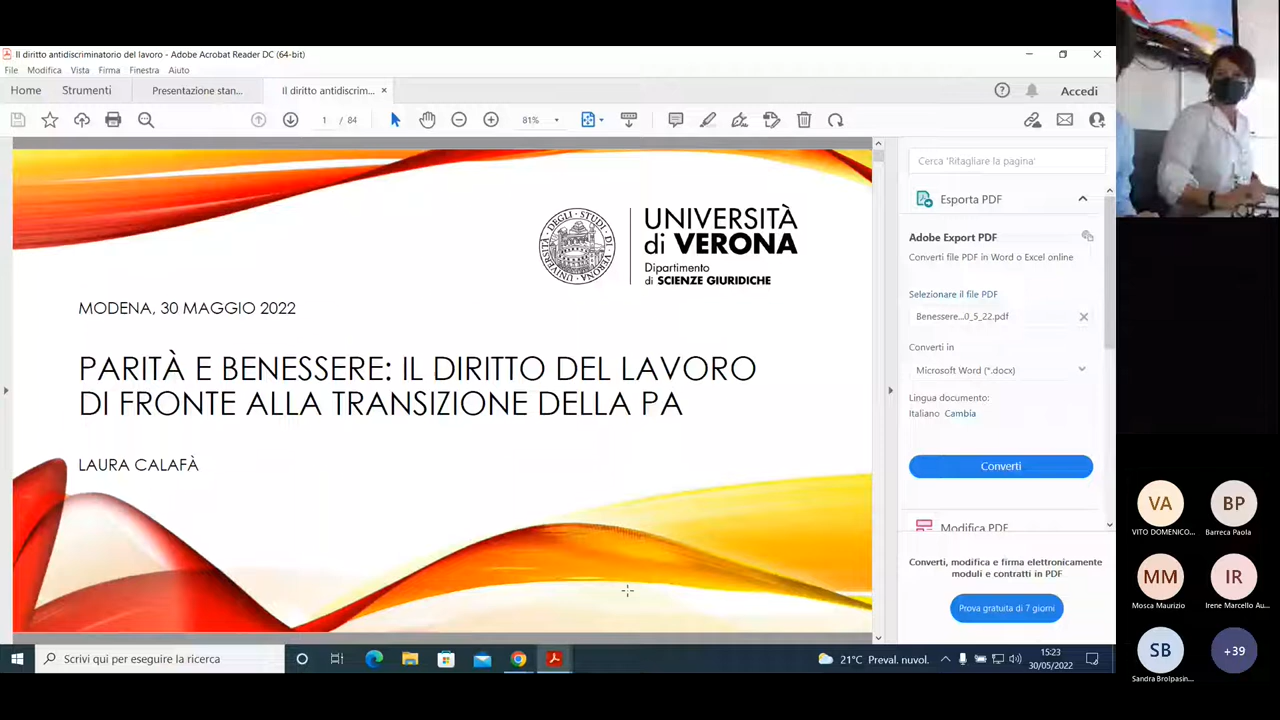 Il diritto antidiscriminatorio del lavoro - Adobe Acrobat Reader DC (64-bit)
File Modifica Vista Firma Finestra Aiuto
Home Strumenti Presentazione stan... Il diritto antidiscrim... × Accedi
1 / 84 81%
UNIVERSITÀ
di VERONA
Dipartimento
di SCIENZE GIURIDICHE
MODENA, 30 MAGGIO 2022
PARITÀ E BENESSERE: IL DIRITTO DEL LAVORO
DI FRONTE ALLA TRANSIZIONE DELLA PA
LAURA CALAFÀ
Cerca 'Ritagliare la pagina'
Esporta PDF
Adobe Export PDF
Converti file PDF in Word o Excel online
Selezionare il file PDF
Benessere...0_5_22.pdf
Converti in
Microsoft Word (*.docx)
Lingua documento:
Italiano Cambia
Converti
Modifica PDF
Converti, modifica e firma elettronicamente
moduli e contratti in PDF
Prova gratuita di 7 giorni
VA BP
VITO DOMENICO... Barreca Paola
MM IR
Mosca Maurizio Irene Marcello Au...
SB +39
Sandra Brolpasin...
Scrivi qui per eseguire la ricerca
21°C Preval. nuvol.
15:23
30/05/2022